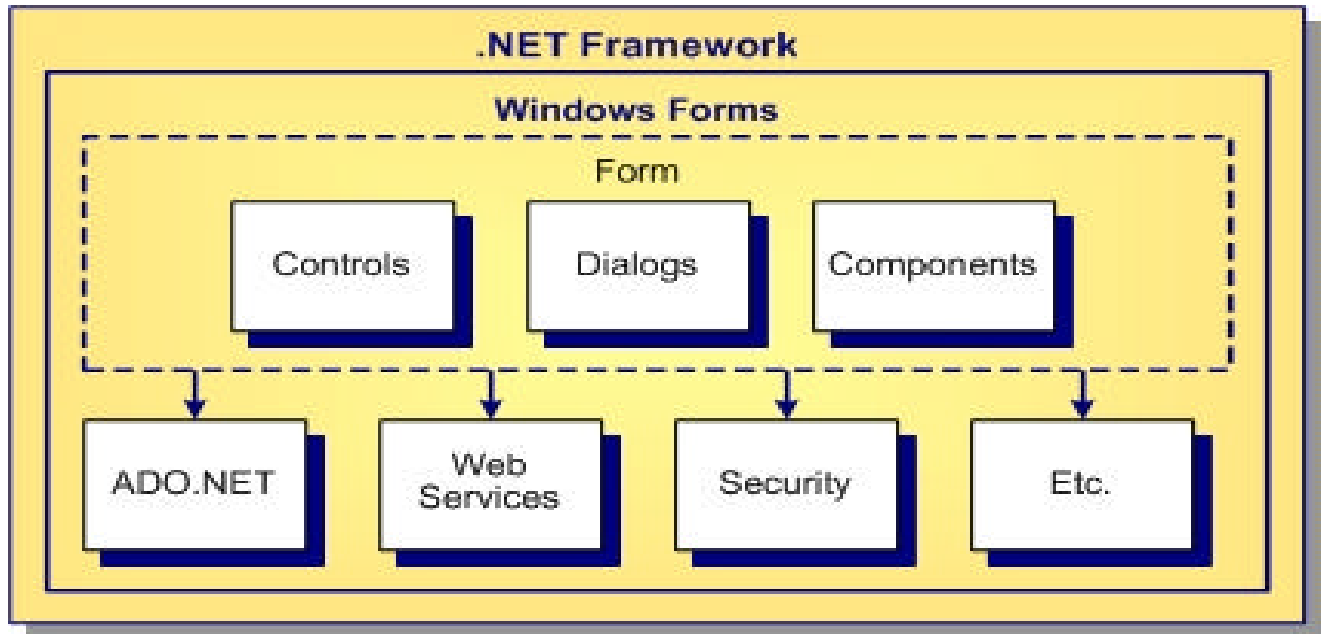 .NET Framework
Windows Forms
Form
Controls
Dialogs
Components
ADO.NET
Web
Services
Security
Etc.